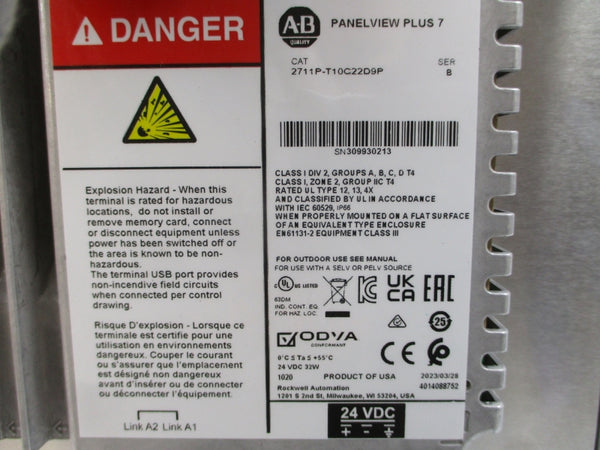 DANGER
Explosion Hazard - When this
terminal is rated for hazardous
locations, do not install or
remove memory card, connect
or disconnect equipment unless
power has been switched off or
the area is known to be non-
hazardous.
The terminal USB port provides
non-incendive field circuits
when connected per control
drawing.
Risque D'explosion - Lorsque ce
terminale est certifié pour une
utilisation en environnements
dangereux. Couper le courant
ou s'assurer que l'emplacement
est désigné non dangereux
avant d'insérer ou de connecter
ou déconnecter l'équipement.
Link A2 Link A1
A-B
QUALITY
PANELVIEW PLUS 7
CAT SER
2711P-T10C22D9P B
SN309930213
CLASS I DIV 2, GROUPS A, B, C, D T4
CLASS I, ZONE 2, GROUP IIC T4
RATED UL TYPE 12, 13, 4X
AND CLASSIFIED BY UL IN ACCORDANCE
WITH IEC 60529, IP66
WHEN PROPERLY MOUNTED ON A FLAT SURFACE
OF AN EQUIVALENT TYPE ENCLOSURE
EN61131-2 EQUIPMENT CLASS III
FOR OUTDOOR USE SEE MANUAL
FOR USE WITH A SELV OR PELV SOURCE
c UL US LISTED
63DM
IND. CONT. EQ.
FOR HAZ. LOC.
UK
CA
EAC
25
ODVA
CONFORMANT
CE
0°C ≤ Ta ≤ +55°C
24 VDC 32W
1020 PRODUCT OF USA 2023/03/28
Rockwell Automation 4014088752
1201 S 2nd St, Milwaukee, WI 53204, USA
24 VDC
+ - ⏚